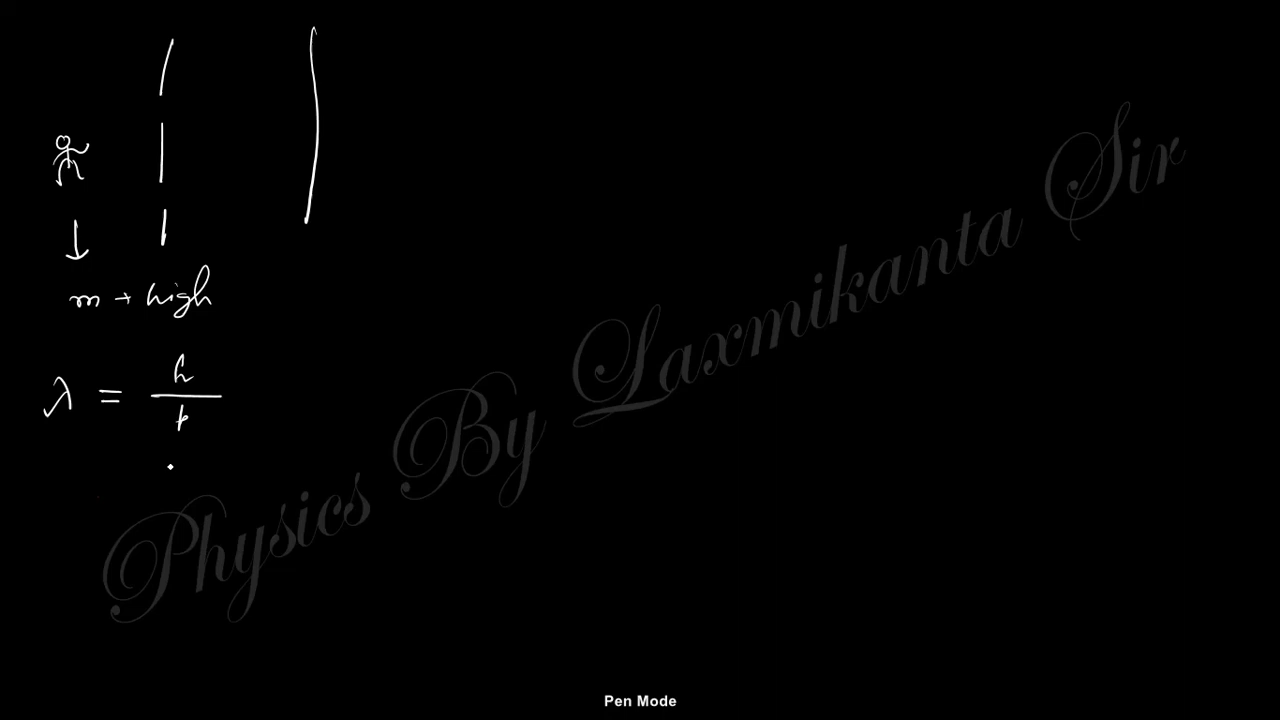 m → high
λ = h / p
Physics By Laxmikanta Sir
Pen Mode